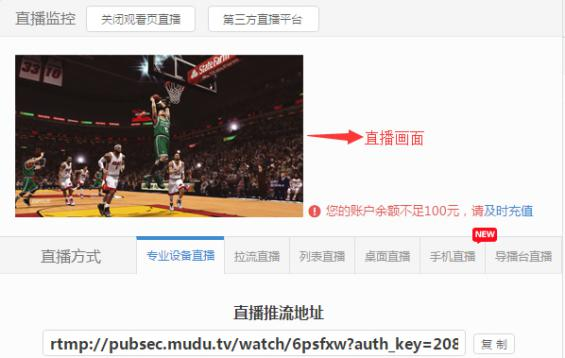 直播监控 关闭观看页直播 第三方直播平台
33 10
StateFarm
直播画面
您的账户余额不足100元，请及时充值
NEW
直播方式 专业设备直播 拉流直播 列表直播 桌面直播 手机直播 导播台直播
直播推流地址
rtmp://pubsec.mudu.tv/watch/6psfxw?auth_key=208 复制